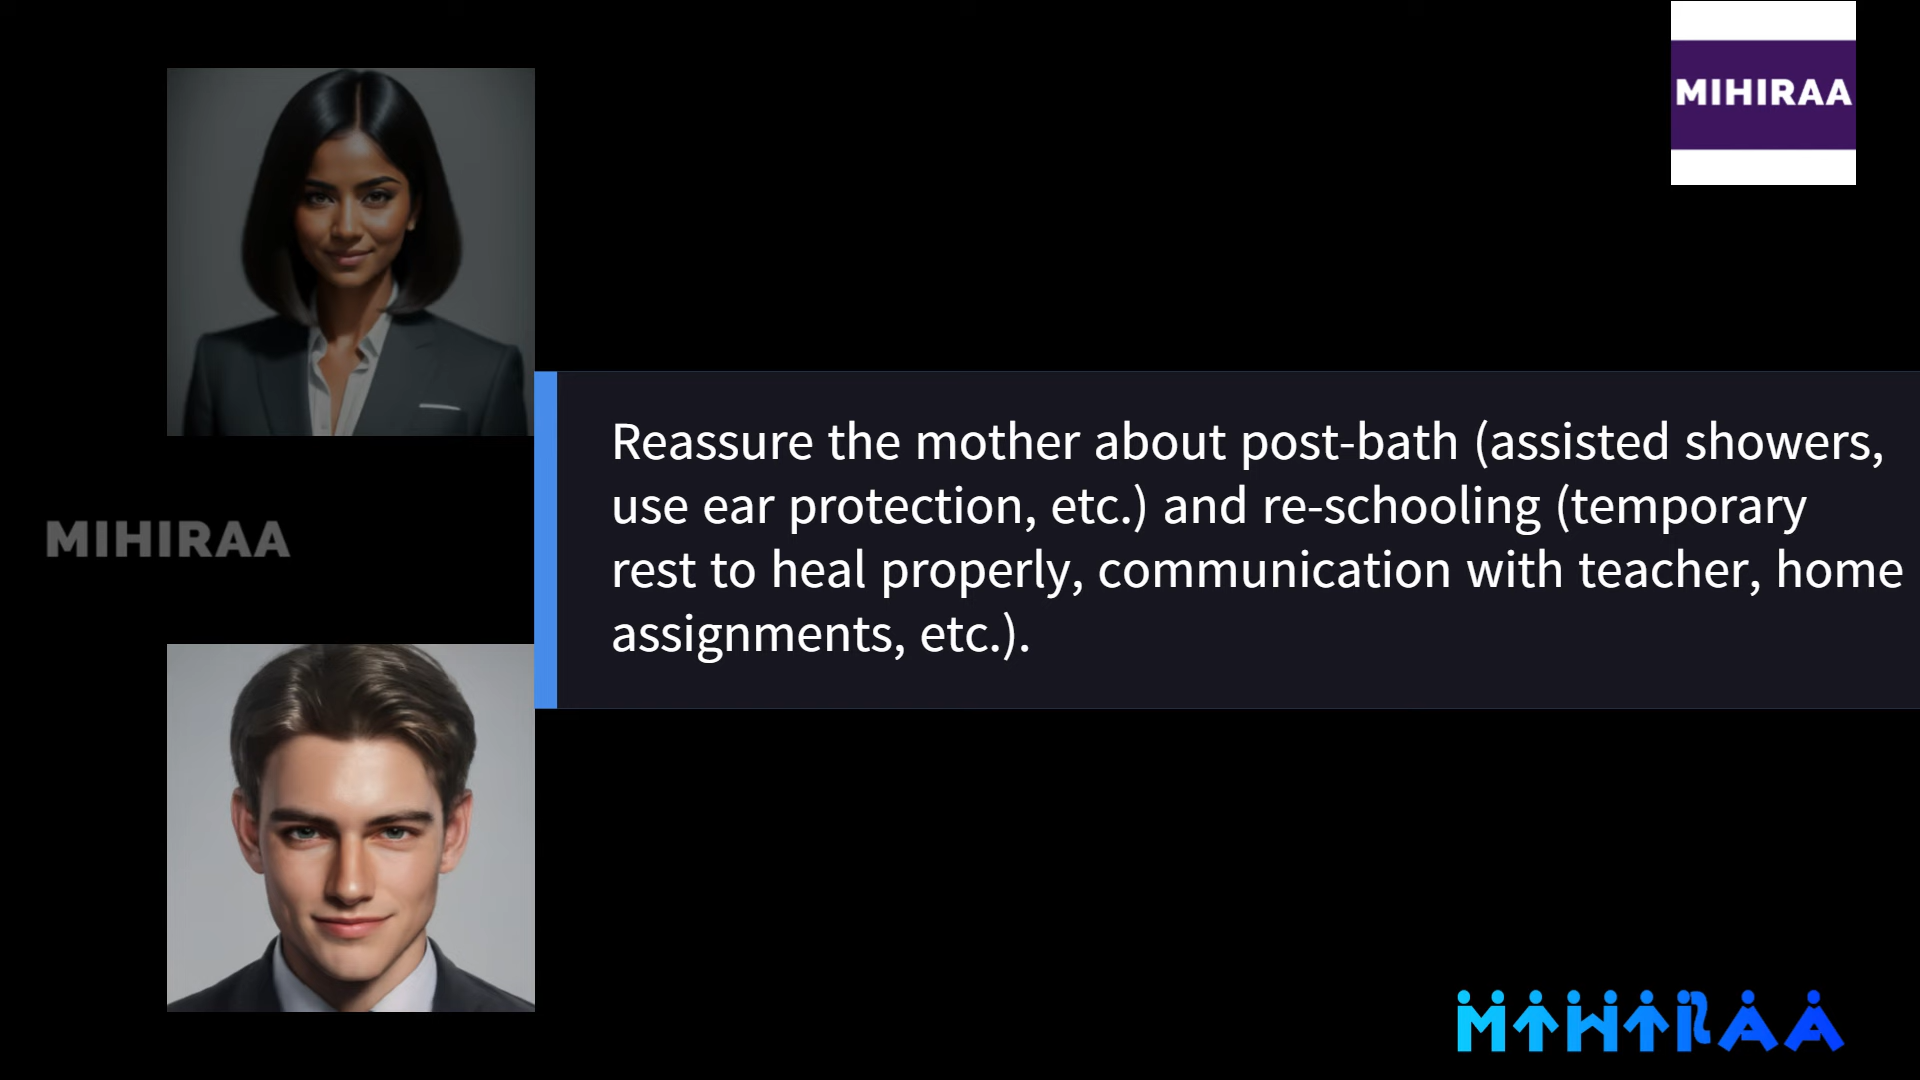 MIHIRAA
Reassure the mother about post-bath (assisted showers,
use ear protection, etc.) and re-schooling (temporary
rest to heal properly, communication with teacher, home
assignments, etc.).
MIHIRAA
MIHIRAA